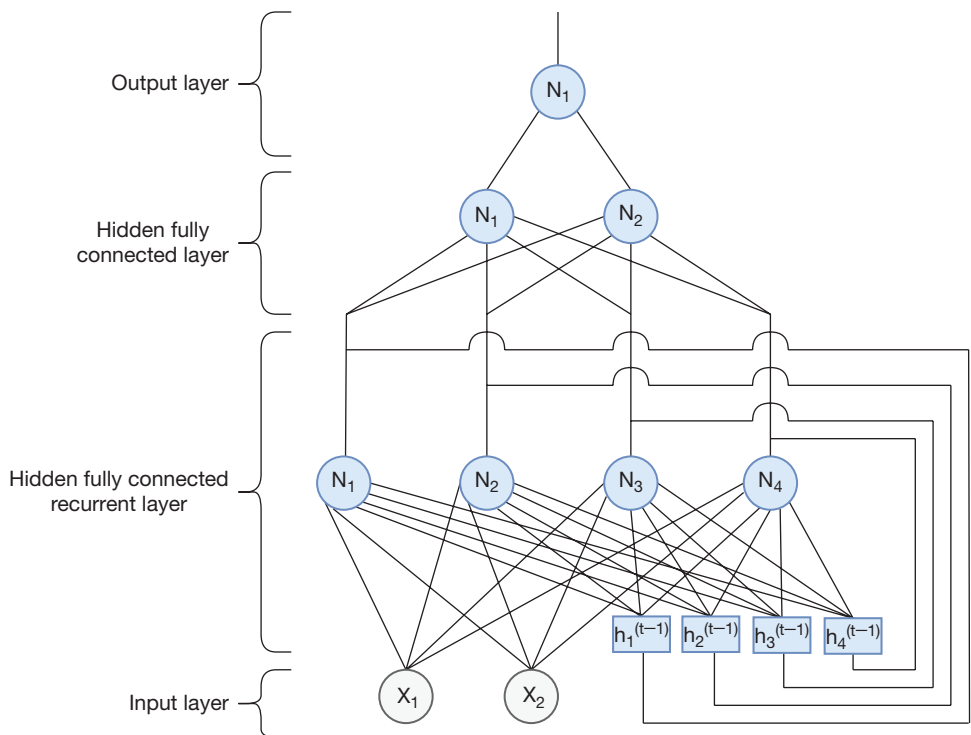 Output layer
N₁
Hidden fully
connected layer
N₁ N₂
Hidden fully connected
recurrent layer
N₁ N₂ N₃ N₄
h₁⁽ᵗ⁻¹⁾ h₂⁽ᵗ⁻¹⁾ h₃⁽ᵗ⁻¹⁾ h₄⁽ᵗ⁻¹⁾
Input layer
X₁ X₂